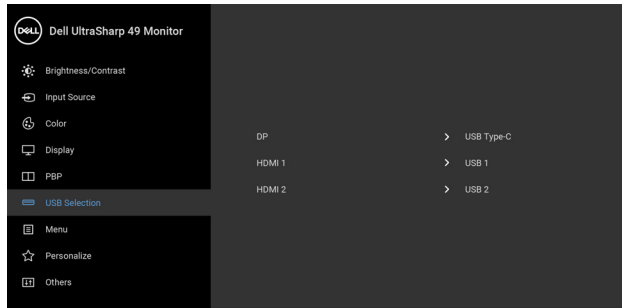 DELL Dell UltraSharp 49 Monitor
Brightness/Contrast
Input Source
Color
Display
PBP
USB Selection
Menu
Personalize
Others
DP > USB Type-C
HDMI 1 > USB 1
HDMI 2 > USB 2